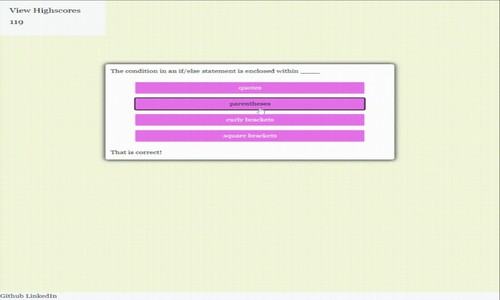 View Highscores
119
The condition in an if/else statement is enclosed within ______
quotes
parentheses
curly brackets
square brackets
That is correct!
Github LinkedIn